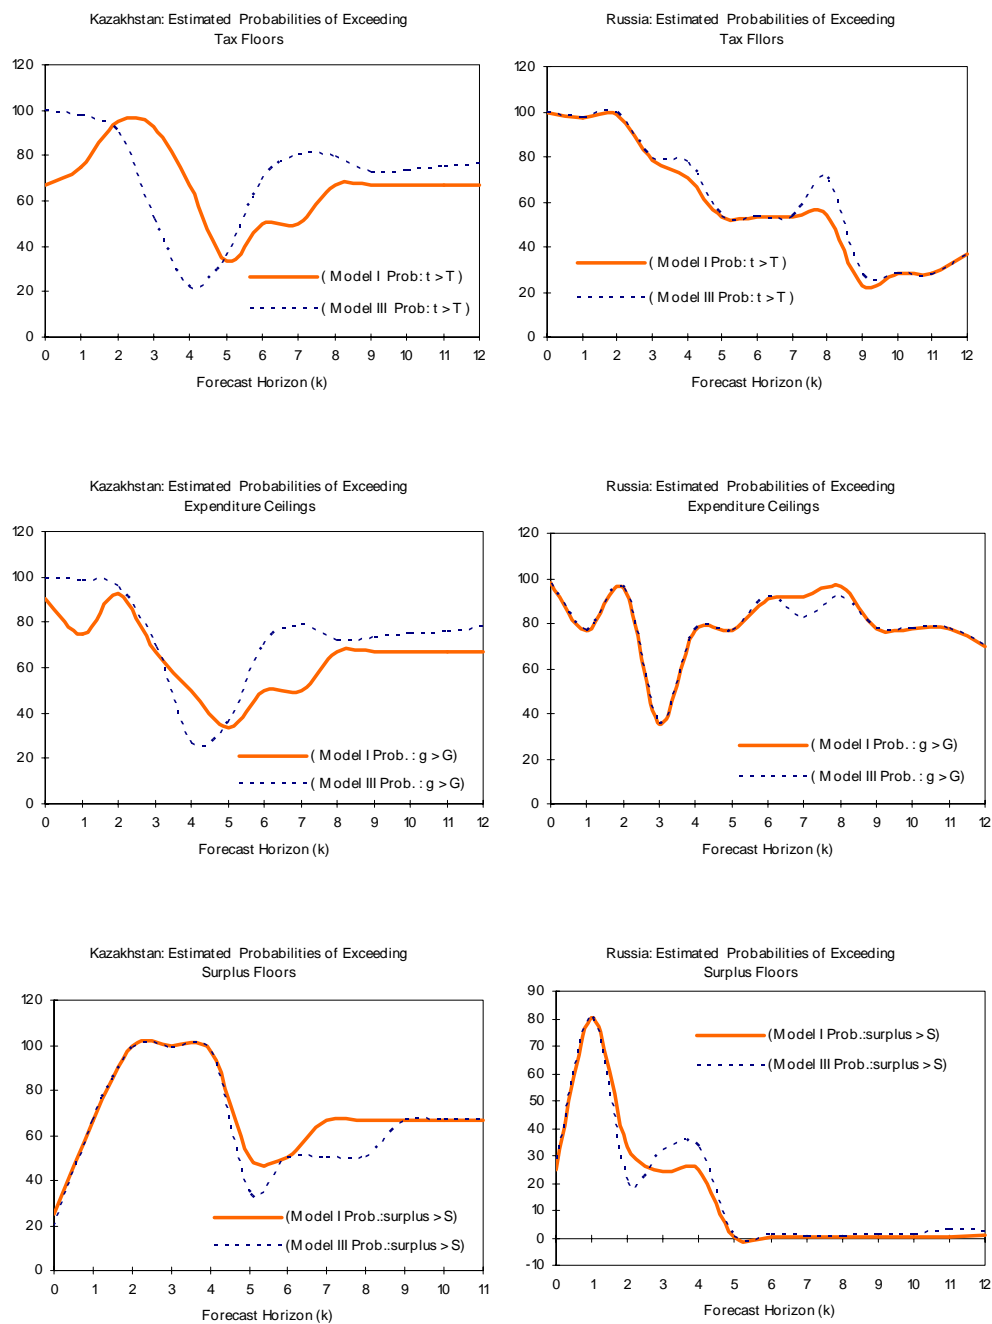 Kazakhstan: Estimated Probabilities of Exceeding
Tax Floors
120
100
80
60
40
20
0
( Model I Prob: t > T )
( Model III Prob: t > T )
0 1 2 3 4 5 6 7 8 9 10 11 12
Forecast Horizon (k)
Russia: Estimated Probabilities of Exceeding
Tax Fllors
120
100
80
60
40
20
0
( Model I Prob: t > T )
( Model III Prob: t > T )
0 1 2 3 4 5 6 7 8 9 10 11 12
Forecast Horizon (k)
Kazakhstan: Estimated Probabilities of Exceeding
Expenditure Ceilings
120
100
80
60
40
20
0
( Model I Prob. : g > G)
( Model III Prob. : g > G)
0 1 2 3 4 5 6 7 8 9 10 11 12
Forecast Horizon (k)
Russia: Estimated Probabilities of Exceeding
Expenditure Ceilings
120
100
80
60
40
20
0
( Model I Prob. : g > G)
( Model III Prob. : g > G)
0 1 2 3 4 5 6 7 8 9 10 11 12
Forecast Horizon (k)
Kazakhstan: Estimated Probabilities of Exceeding
Surplus Floors
120
100
80
60
40
20
0
(Model I Prob.:surplus > S)
(Model III Prob.:surplus > S)
0 1 2 3 4 5 6 7 8 9 10 11
Forecast Horizon (k)
Russia: Estimated Probabilities of Exceeding
Surplus Floors
90
80
70
60
50
40
30
20
10
0
-10
(Model I Prob.:surplus > S)
(Model III Prob.:surplus > S)
0 1 2 3 4 5 6 7 8 9 10 11 12
Forecast Horizon (k)